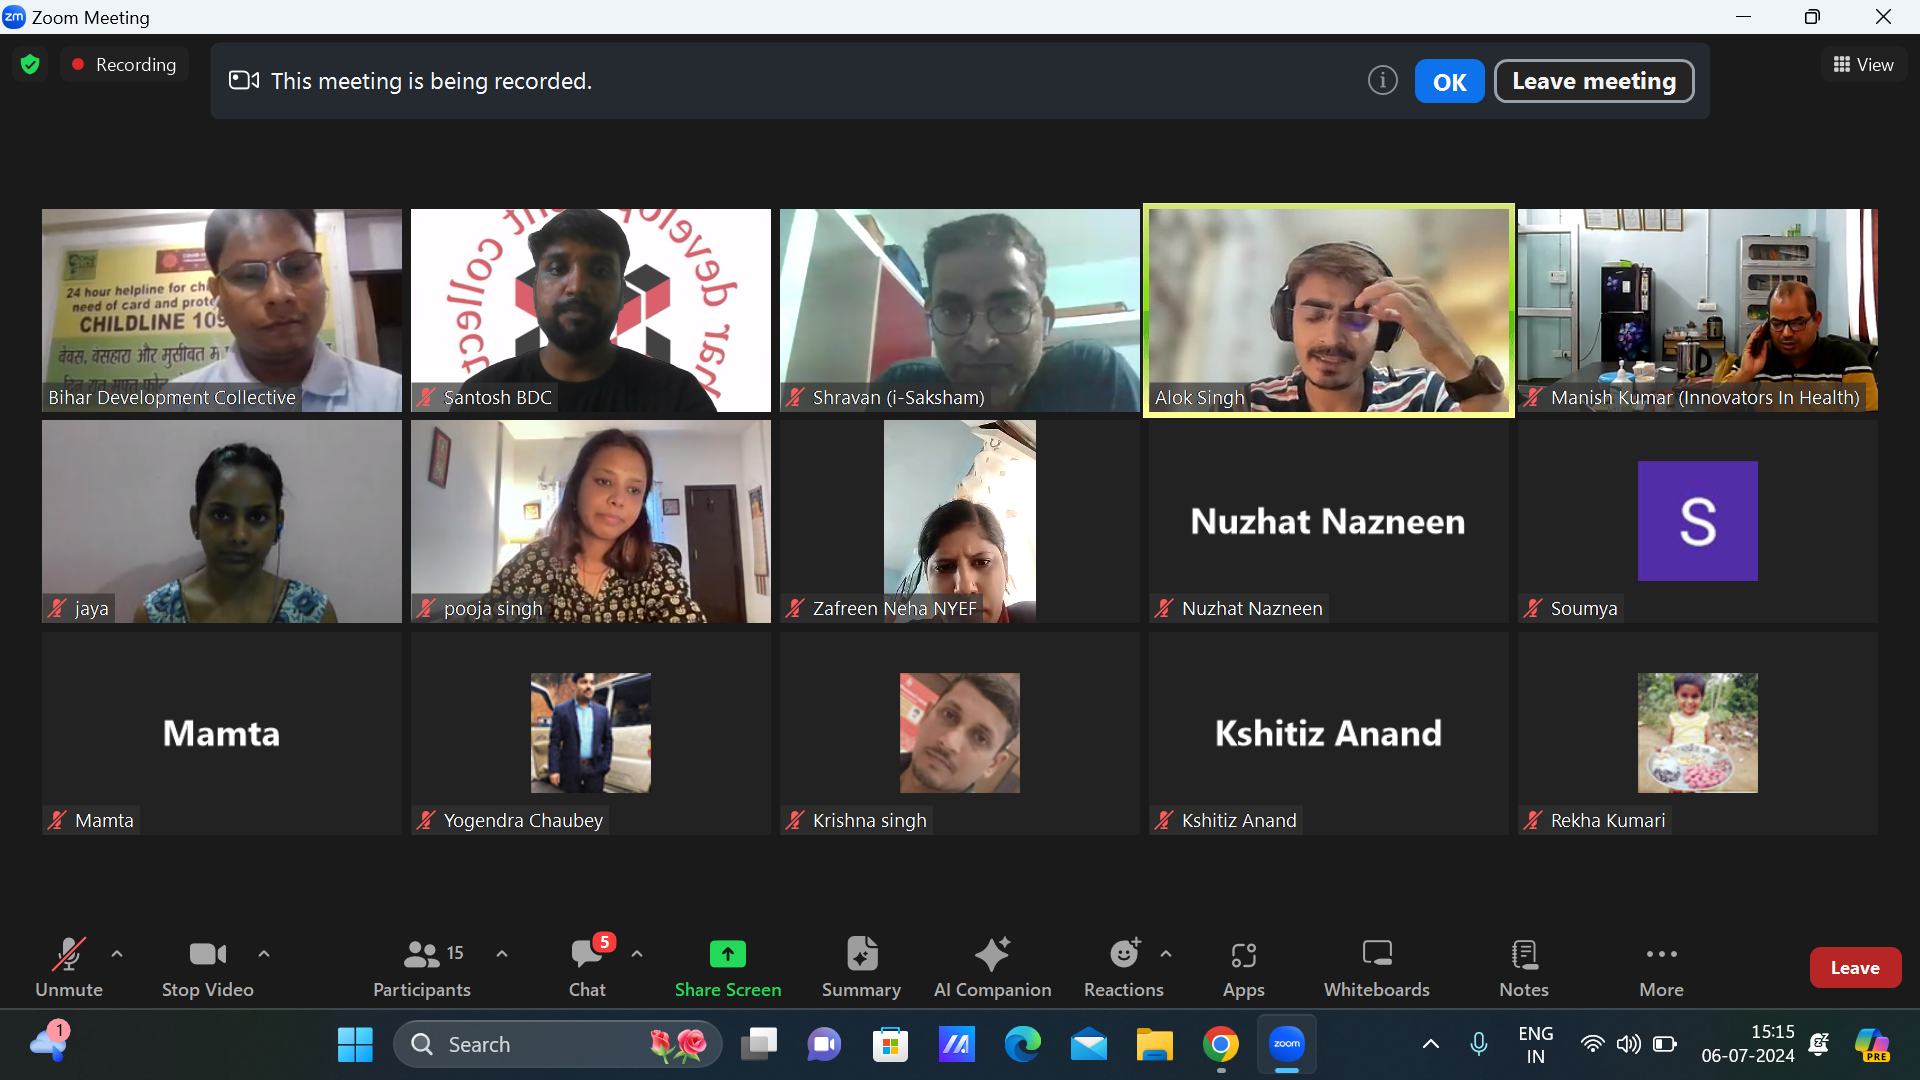 zm Zoom Meeting
Recording
This meeting is being recorded.
OK
Leave meeting
View
24 hour helpline for chi
need of card and prote
CHILDLINE 109
Bihar Development Collective
Santosh BDC
Shravan (i-Saksham)
Alok Singh
Manish Kumar (Innovators In Health)
jaya
pooja singh
Zafreen Neha NYEF
Nuzhat Nazneen
Nuzhat Nazneen
S
Soumya
Mamta
Mamta
Yogendra Chaubey
Krishna singh
Kshitiz Anand
Kshitiz Anand
Rekha Kumari
Unmute
Stop Video
15
Participants
5
Chat
Share Screen
Summary
AI Companion
Reactions
Apps
Whiteboards
Notes
More
Leave
1
Search
zoom
ENG
IN
15:15
06-07-2024
PRE